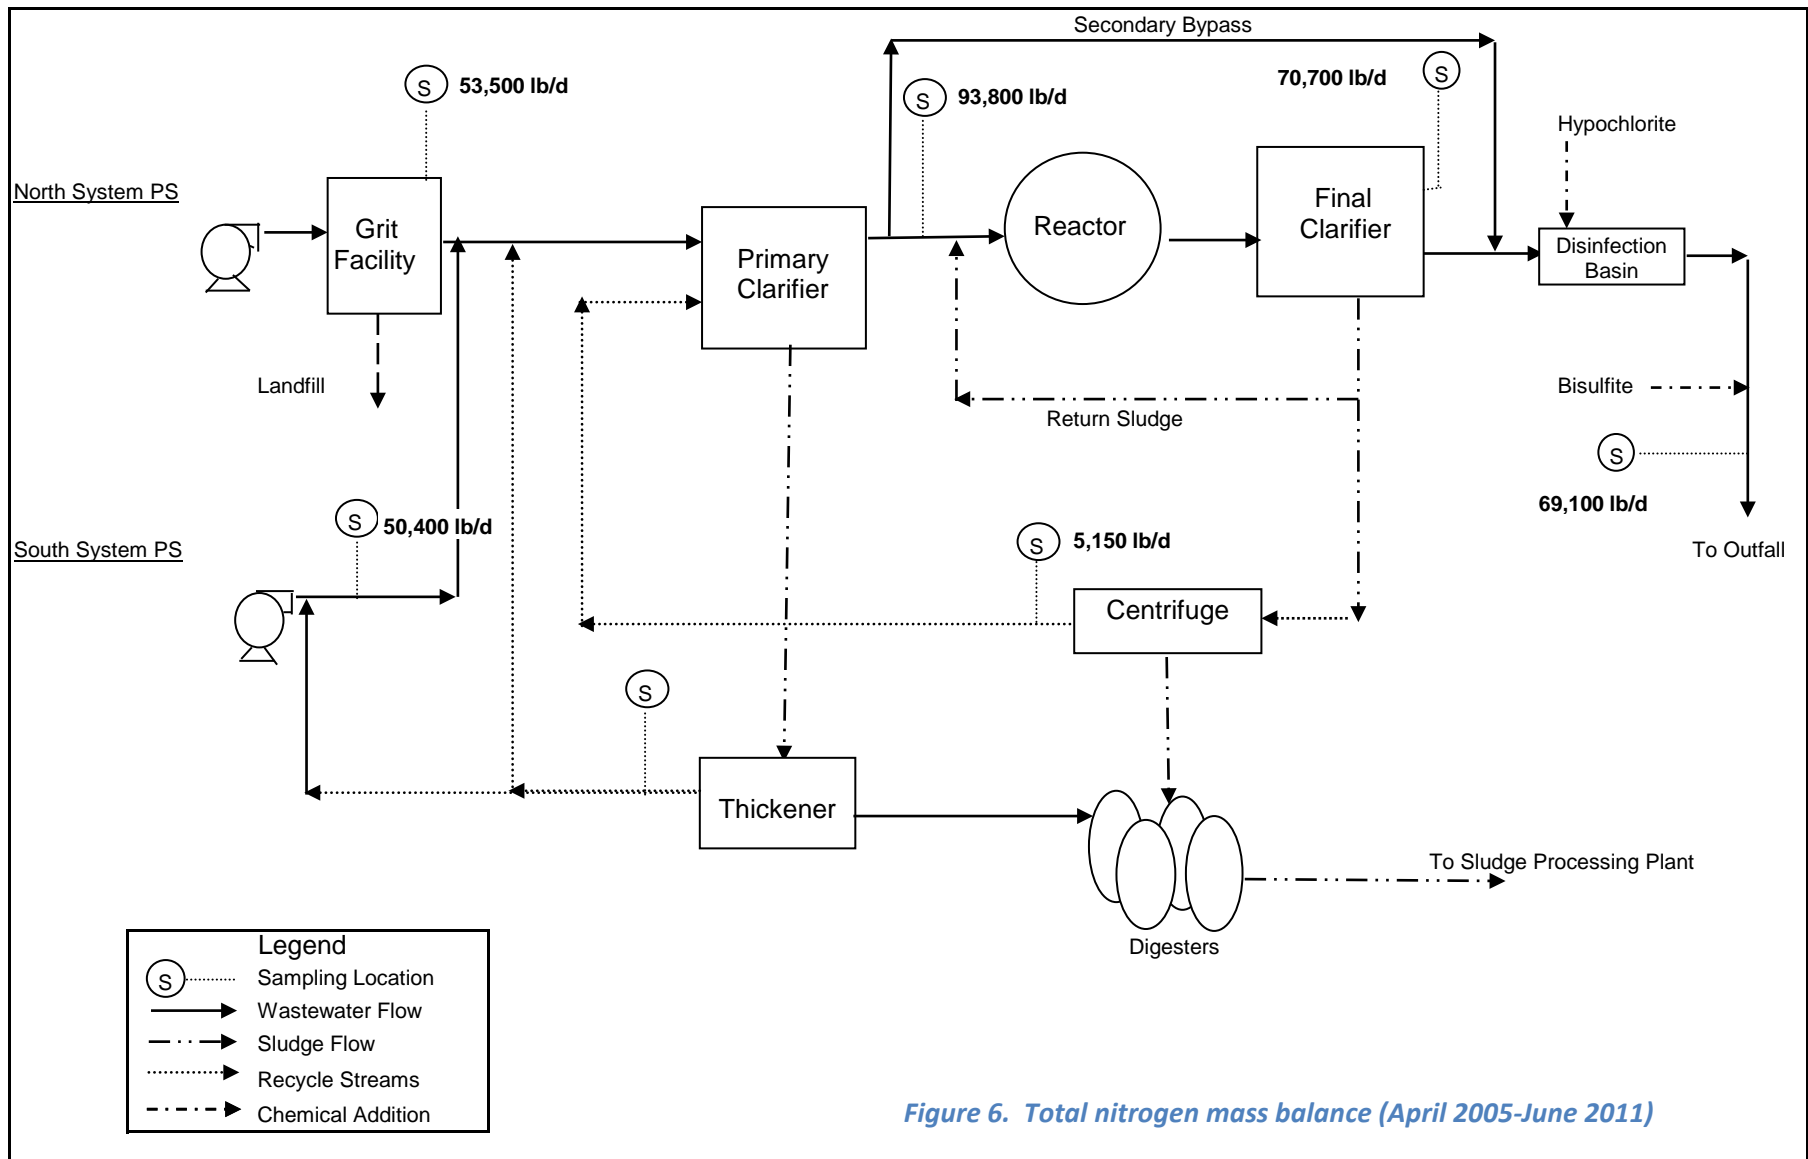 Secondary Bypass
S
53,500 lb/d
S
93,800 lb/d
70,700 lb/d
S
Hypochlorite
North System PS
Grit
Facility
Primary
Clarifier
Reactor
Final
Clarifier
Disinfection
Basin
Landfill
Return Sludge
Bisulfite
S
69,100 lb/d
To Outfall
South System PS
S
50,400 lb/d
S
5,150 lb/d
Centrifuge
S
Thickener
Digesters
To Sludge Processing Plant
Legend
S
Sampling Location
Wastewater Flow
Sludge Flow
Recycle Streams
Chemical Addition
Figure 6. Total nitrogen mass balance (April 2005-June 2011)